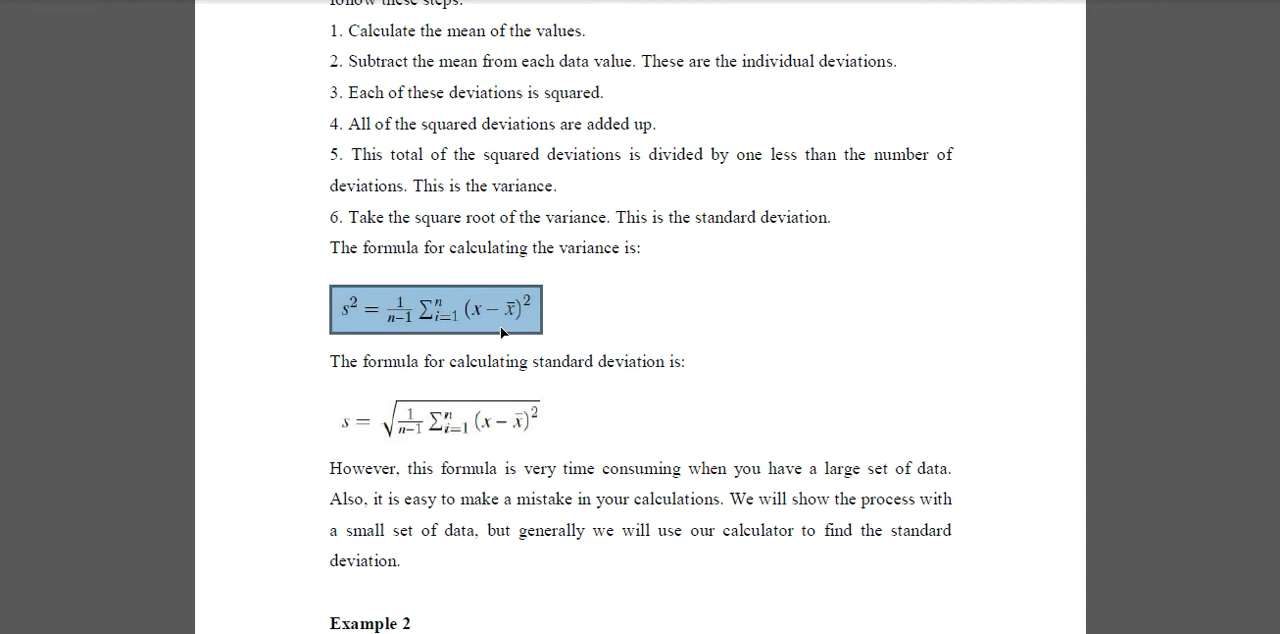 follow these steps:
1. Calculate the mean of the values.
2. Subtract the mean from each data value. These are the individual deviations.
3. Each of these deviations is squared.
4. All of the squared deviations are added up.
5. This total of the squared deviations is divided by one less than the number of
deviations. This is the variance.
6. Take the square root of the variance. This is the standard deviation.
The formula for calculating the variance is:
s² = 1/(n−1) ∑ⁿᵢ₌₁ (x − x̄)²
The formula for calculating standard deviation is:
s = √(1/(n−1) ∑ⁿᵢ₌₁ (x − x̄)²)
However, this formula is very time consuming when you have a large set of data.
Also, it is easy to make a mistake in your calculations. We will show the process with
a small set of data, but generally we will use our calculator to find the standard
deviation.
Example 2